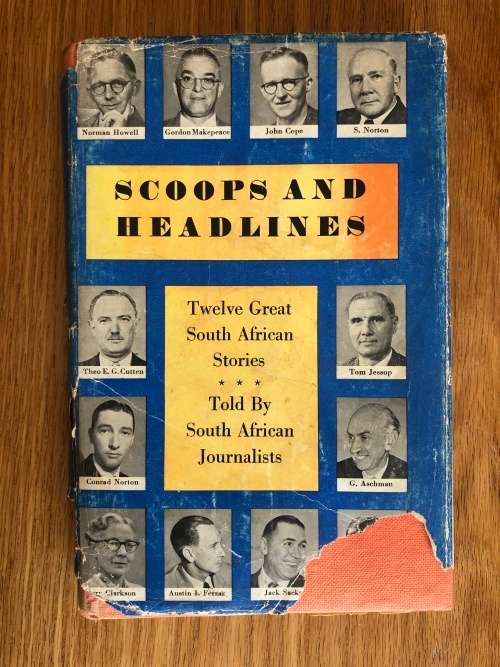 Norman Howell
Gordon Makepeace
John Cope
S. Norton
SCOOPS AND
HEADLINES
Theo E. G. Cutten
Twelve Great
South African
Stories
* * *
Told By
South African
Journalists
Tom Jessop
Conrad Norton
G. Aschman
Clarkson
Austin L. Ferraz
Jack Sacks